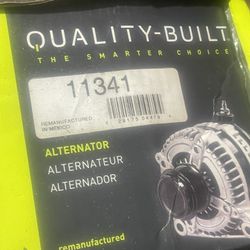 QUALITY-BUILT
THE SMARTER CHOICE
11341
REMANUFACTURED
IN MEXICO
ALTERNATOR
ALTERNATEUR
ALTERNADOR
remanufactured